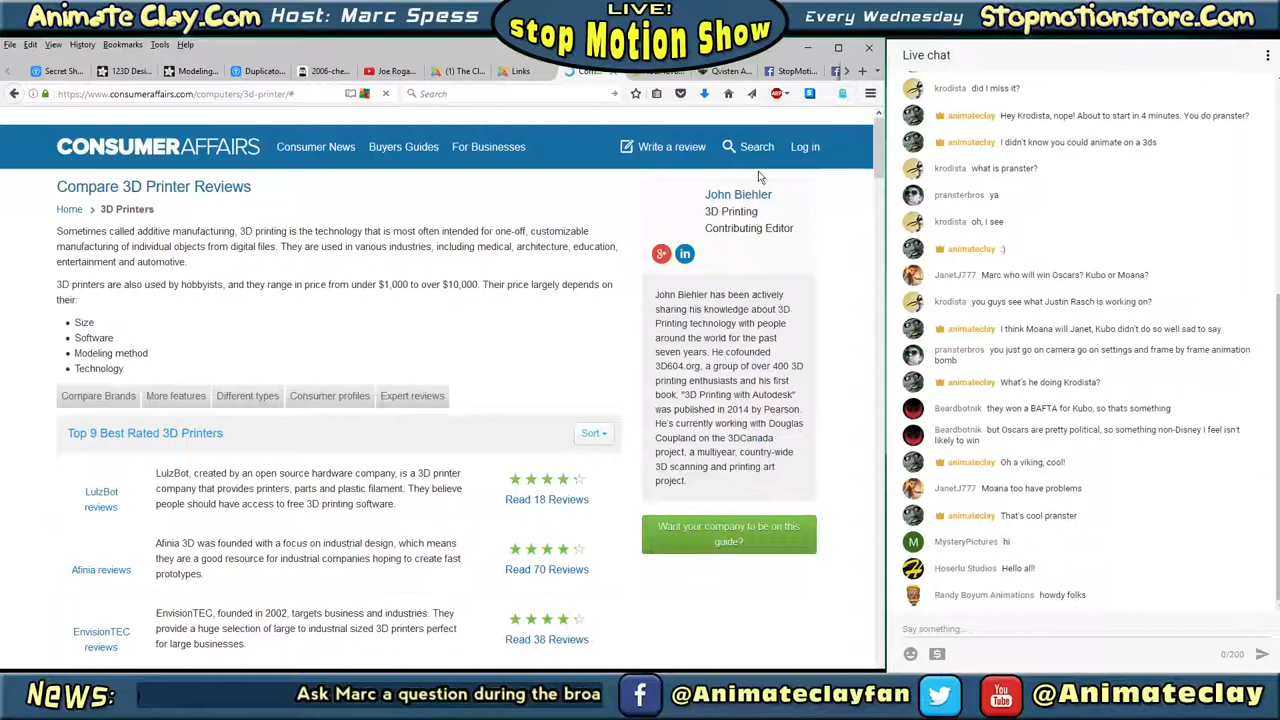 Animate Clay.Com Host: Marc Spess
LIVE!
Stop Motion Show
Every Wednesday Stopmotionstore.Com
File Edit View History Bookmarks Tools Help
Secret Sh... 123D Desi... Modeling... Duplicato... 2006-che... Joe Roga... The Cl... Links Com... Qvisten A... StopMoti...
https://www.consumeraffairs.com/computers/3d-printer/#
Search
CONSUMERAFFAIRS Consumer News Buyers Guides For Businesses Write a review Search Log in
Compare 3D Printer Reviews
Home > 3D Printers
Sometimes called additive manufacturing, 3D printing is the technology that is most often intended for one-off, customizable
manufacturing of individual objects from digital files. They are used in various industries, including medical, architecture, education,
entertainment and automotive.
3D printers are also used by hobbyists, and they range in price from under $1,000 to over $10,000. Their price largely depends on
their:
Size
Software
Modeling method
Technology
Compare Brands More features Different types Consumer profiles Expert reviews
Top 9 Best Rated 3D Printers
Sort
LulzBot
reviews
LulzBot, created by an open source hardware company, is a 3D printer
company that provides printers, parts and plastic filament. They believe
people should have access to free 3D printing software.
Read 18 Reviews
Afinia reviews
Afinia 3D was founded with a focus on industrial design, which means
they are a good resource for industrial companies hoping to create fast
prototypes.
Read 70 Reviews
EnvisionTEC
reviews
EnvisionTEC, founded in 2002, targets business and industries. They
provide a huge selection of large to industrial sized 3D printers perfect
for large businesses.
Read 38 Reviews
John Biehler
3D Printing
Contributing Editor
John Biehler has been actively
sharing his knowledge about 3D
Printing technology with people
around the world for the past
seven years. He cofounded
3D604.org, a group of over 400 3D
printing enthusiasts and his first
book, "3D Printing with Autodesk"
was published in 2014 by Pearson.
He's currently working with Douglas
Coupland on the 3DCanada
project, a multiyear, country-wide
3D scanning and printing art
project.
Want your company to be on this
guide?
Live chat
krodista did I miss it?
animateclay Hey Krodista, nope! About to start in 4 minutes. You do pranster?
animateclay I didn't know you could animate on a 3ds
krodista what is pranster?
pransterbros ya
krodista oh, I see
animateclay :)
JanetJ777 Marc who will win Oscars? Kubo or Moana?
krodista you guys see what Justin Rasch is working on?
animateclay I think Moana will Janet, Kubo didn't do so well sad to say
pransterbros you just go on camera go on settings and frame by frame animation
bomb
animateclay What's he doing Krodista?
Beardbotnik they won a BAFTA for Kubo, so thats something
Beardbotnik but Oscars are pretty political, so something non-Disney I feel isn't
likely to win
animateclay Oh a viking, cool!
JanetJ777 Moana too have problems
animateclay That's cool pranster
M MysteryPictures hi
Hoserlu Studios Hello all!
Randy Boyum Animations howdy folks
Say something...
0/200
News: Ask Marc a question during the broa
f @Animateclayfan
You Tube @Animateclay